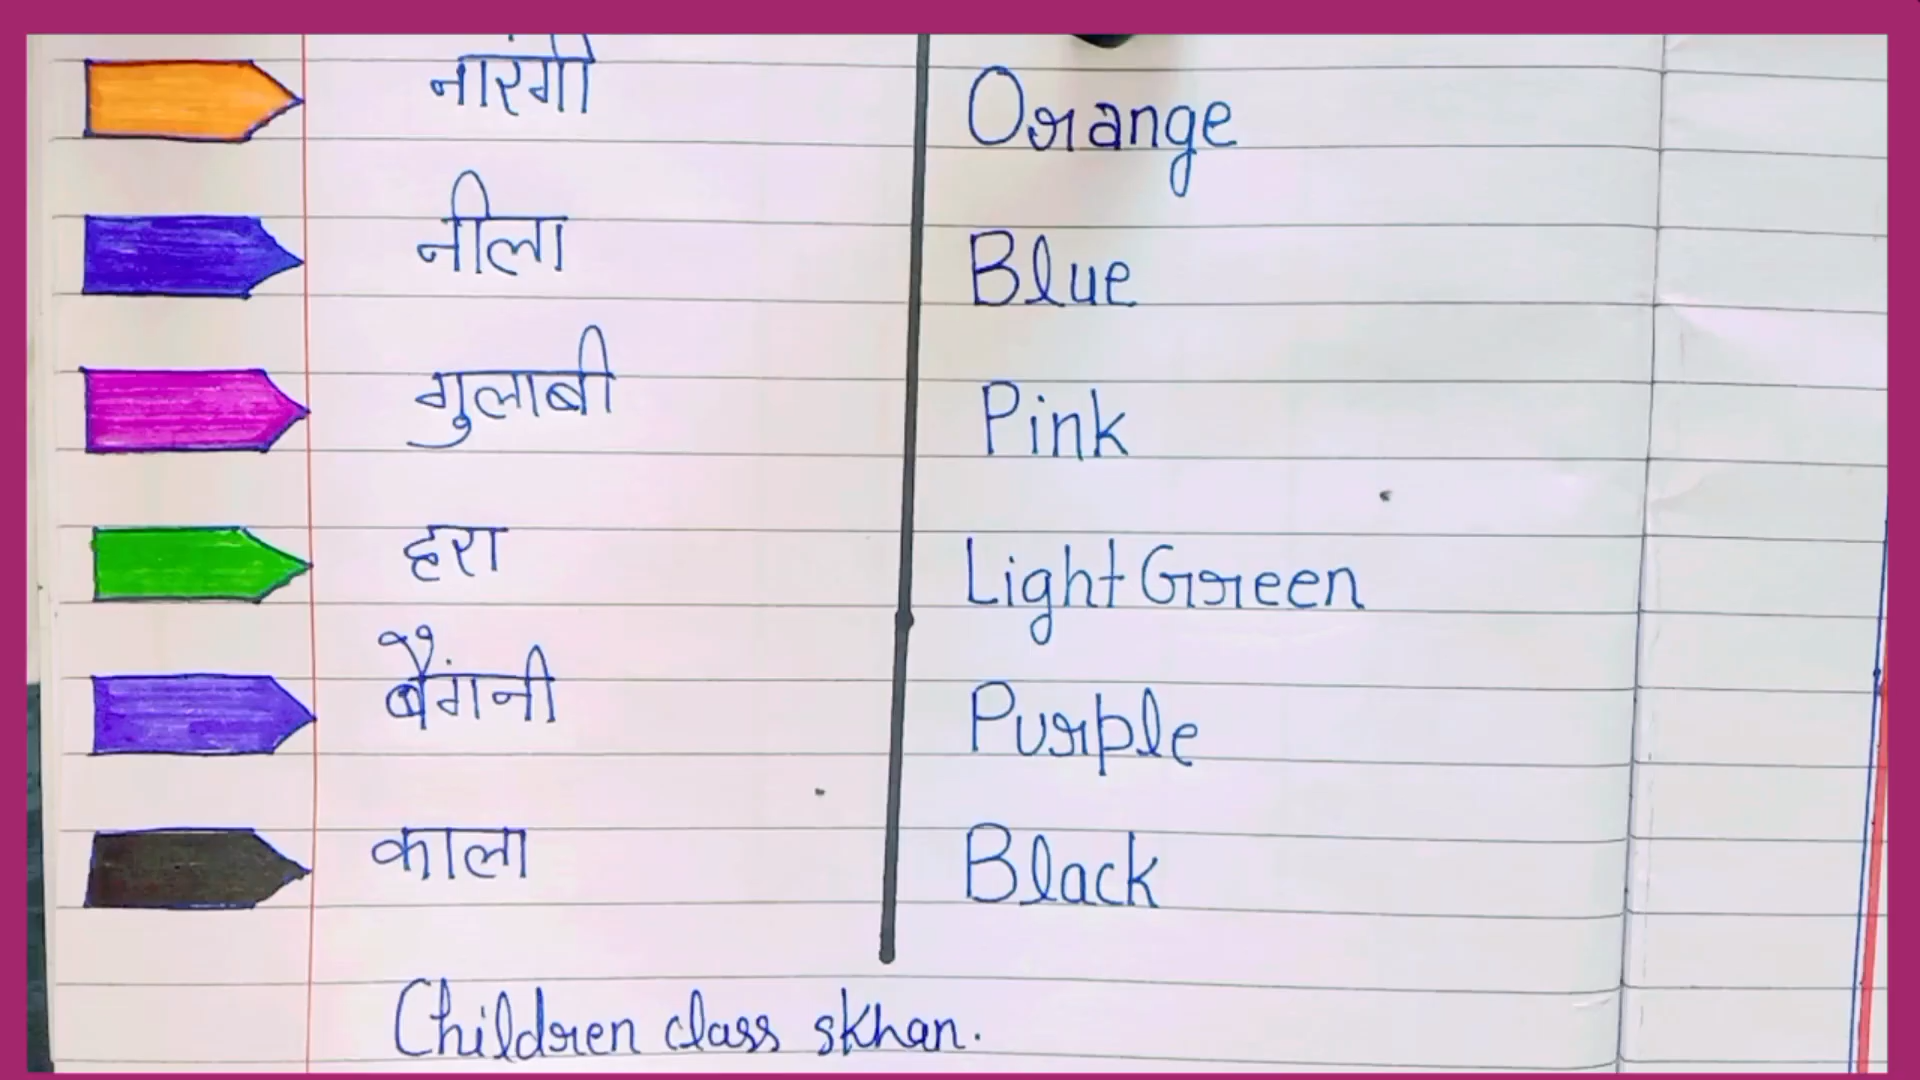 नारंगी Orange
नीला Blue
गुलाबी Pink
हरा Light Green
बैंगनी Purple
काला Black
Children class skhan.